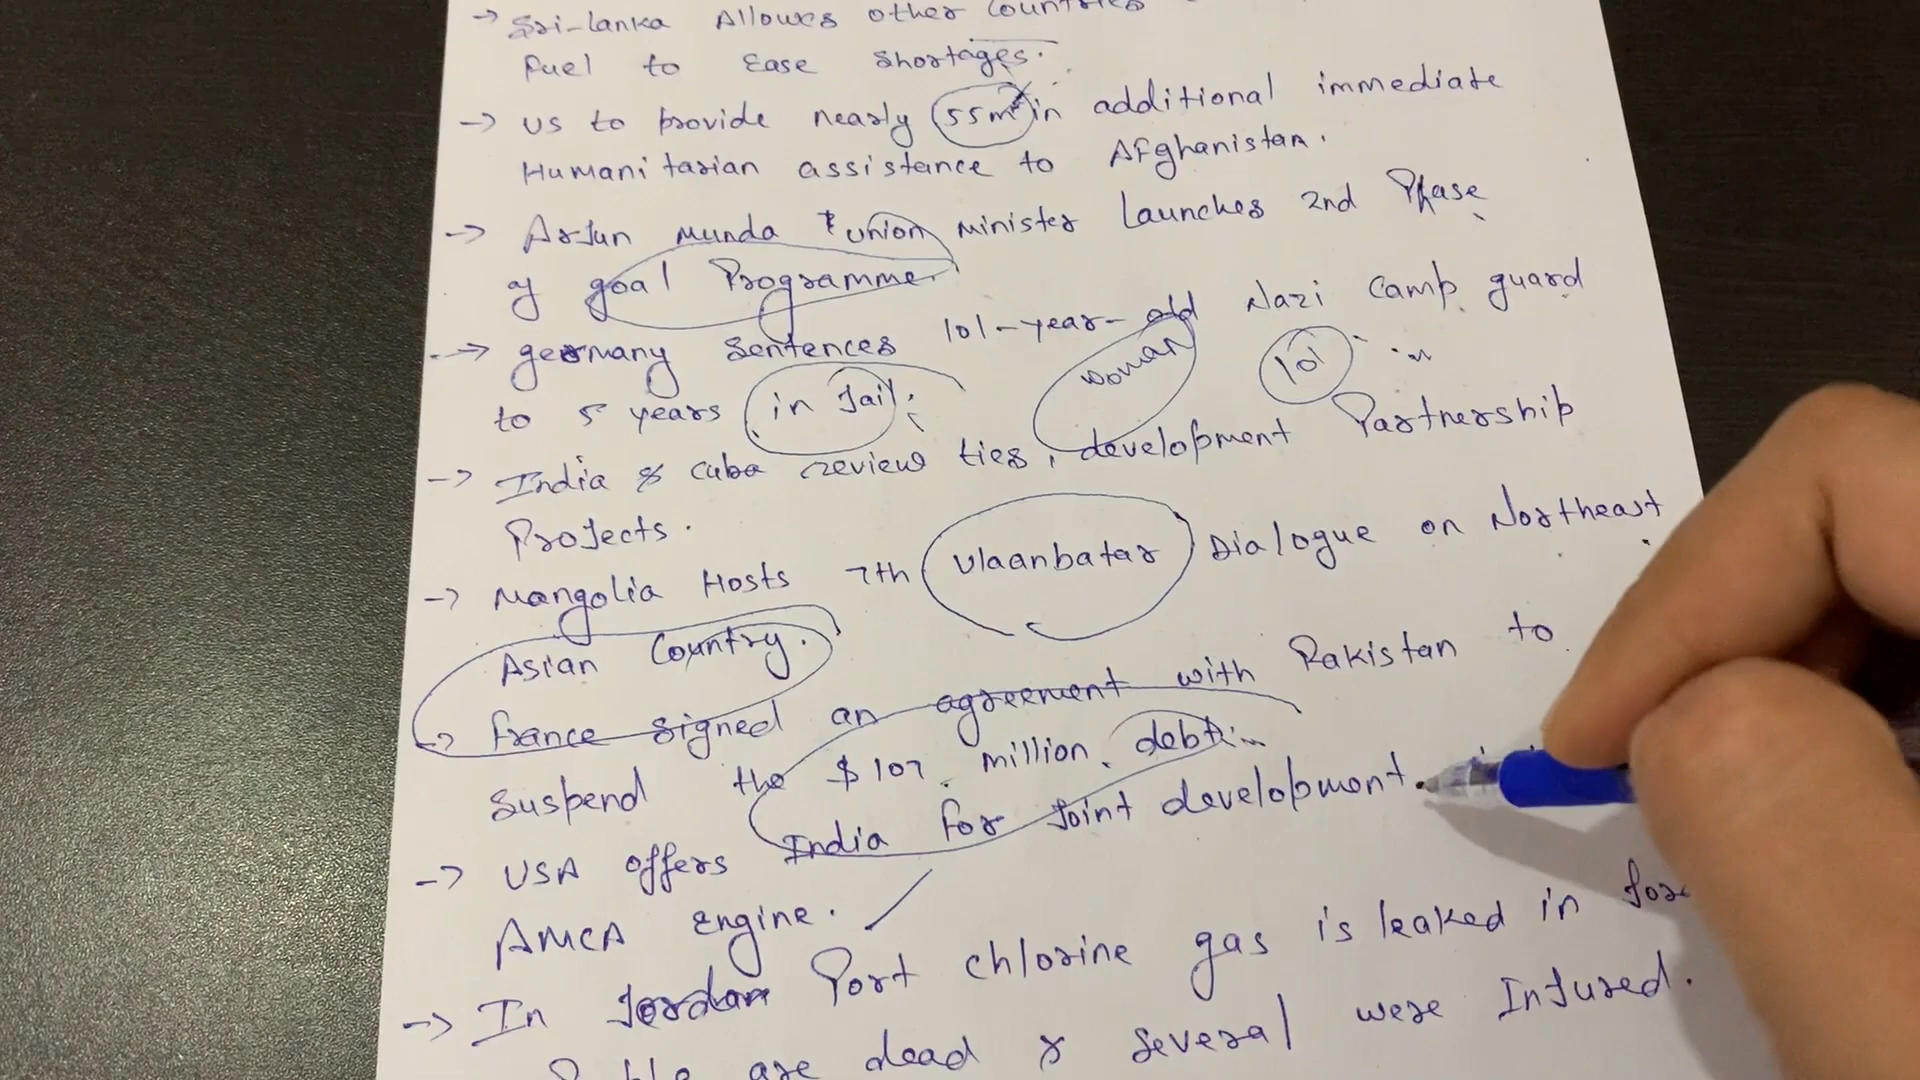 → Sri-lanka Allows other Countries
Fuel to Ease Shortages.
→ US to provide nearly 55m in additional immediate
Humanitarian assistance to Afghanistan.
→ Arjun Munda union minister Launches 2nd Phase
of goal Programme.
→ germany Sentences 101-year-old Nazi Camp guard
to 5 years in Jail. woman 101 in
→ India & Cuba review ties, development Partnership
Projects.
→ Mangolia Hosts 7th Ulaanbatar Dialogue on Northeast
Asian Country.
→ France signed an agreement with Pakistan to
Suspend the $107 million debt
→ USA offers India for Joint development
AMCA Engine.
→ In Jordan Port chlorine gas is leaked in
are dead & several were Injured.